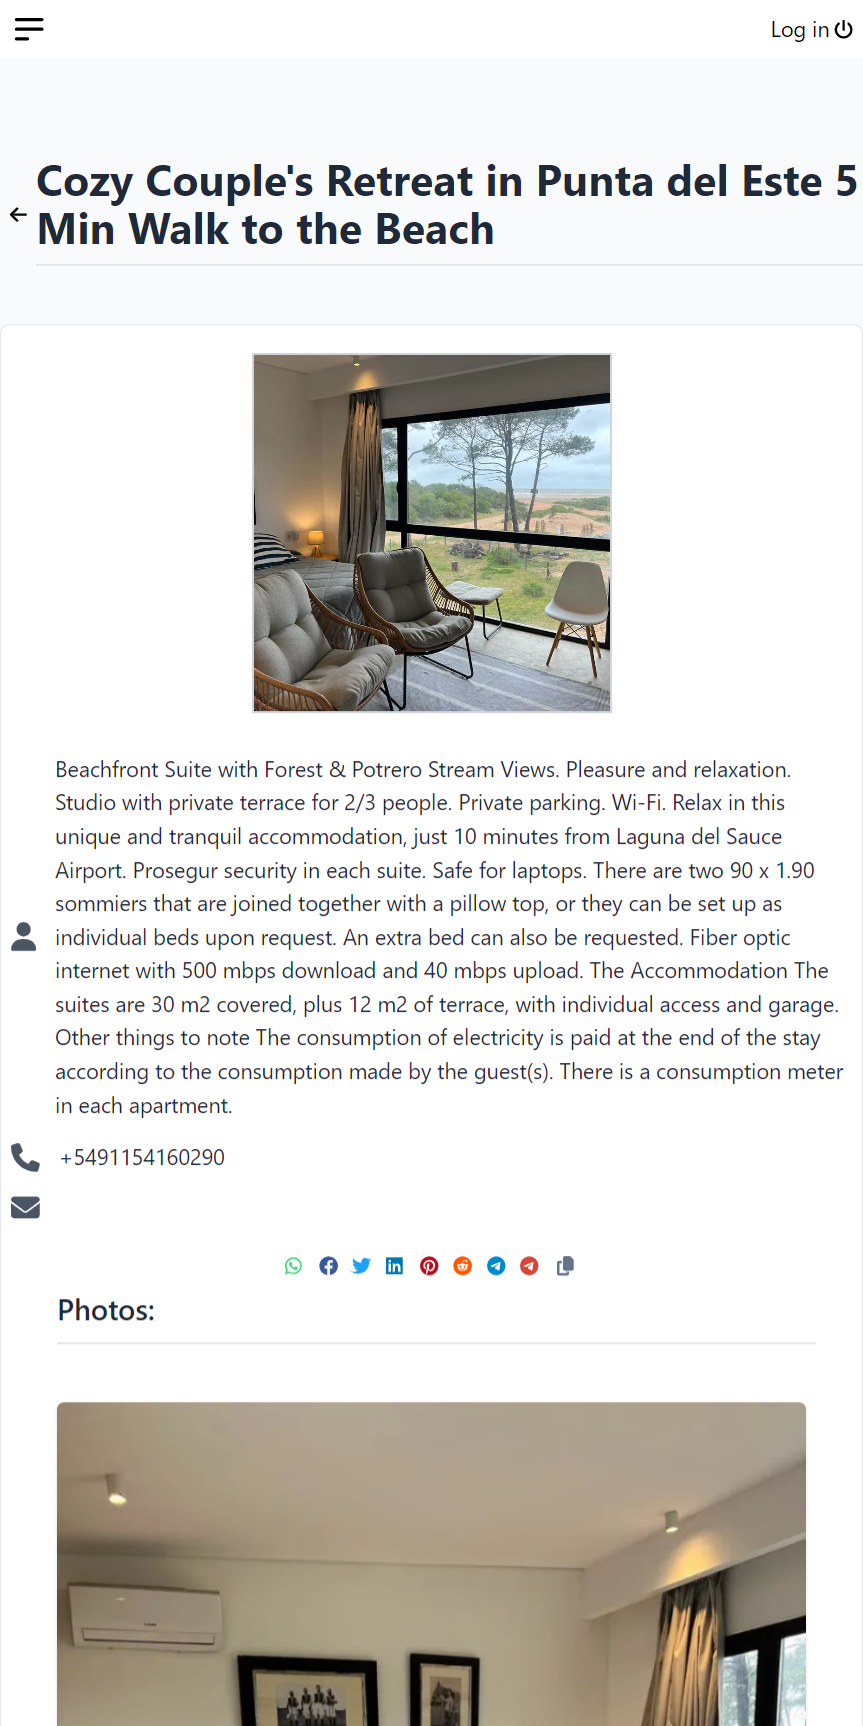 Log in
Cozy Couple's Retreat in Punta del Este 5
Min Walk to the Beach
Beachfront Suite with Forest & Potrero Stream Views. Pleasure and relaxation.
Studio with private terrace for 2/3 people. Private parking. Wi-Fi. Relax in this
unique and tranquil accommodation, just 10 minutes from Laguna del Sauce
Airport. Prosegur security in each suite. Safe for laptops. There are two 90 x 1.90
sommiers that are joined together with a pillow top, or they can be set up as
individual beds upon request. An extra bed can also be requested. Fiber optic
internet with 500 mbps download and 40 mbps upload. The Accommodation The
suites are 30 m2 covered, plus 12 m2 of terrace, with individual access and garage.
Other things to note The consumption of electricity is paid at the end of the stay
according to the consumption made by the guest(s). There is a consumption meter
in each apartment.
+5491154160290
Photos: